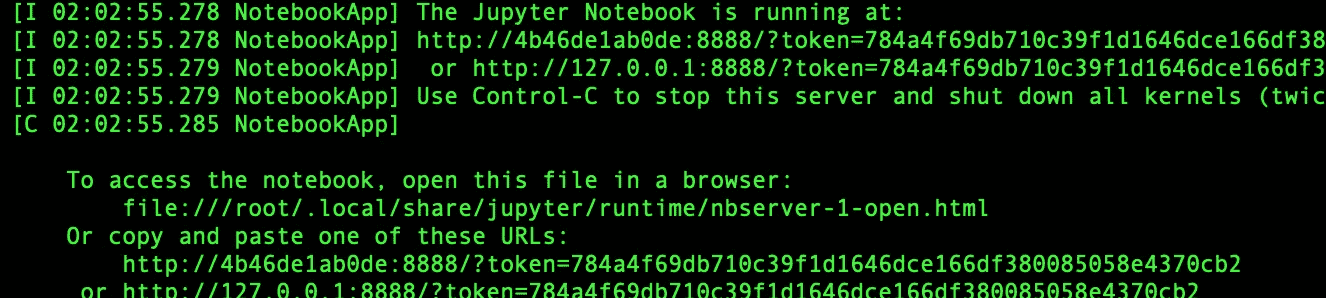 [I 02:02:55.278 NotebookApp] The Jupyter Notebook is running at:
[I 02:02:55.278 NotebookApp] http://4b46de1ab0de:8888/?token=784a4f69db710c39f1d1646dce166df38
[I 02:02:55.279 NotebookApp]  or http://127.0.0.1:8888/?token=784a4f69db710c39f1d1646dce166df3
[I 02:02:55.279 NotebookApp] Use Control-C to stop this server and shut down all kernels (twic
[C 02:02:55.285 NotebookApp]
To access the notebook, open this file in a browser:
file:///root/.local/share/jupyter/runtime/nbserver-1-open.html
Or copy and paste one of these URLs:
http://4b46de1ab0de:8888/?token=784a4f69db710c39f1d1646dce166df380085058e4370cb2
or http://127.0.0.1:8888/?token=784a4f69db710c39f1d1646dce166df380085058e4370cb2